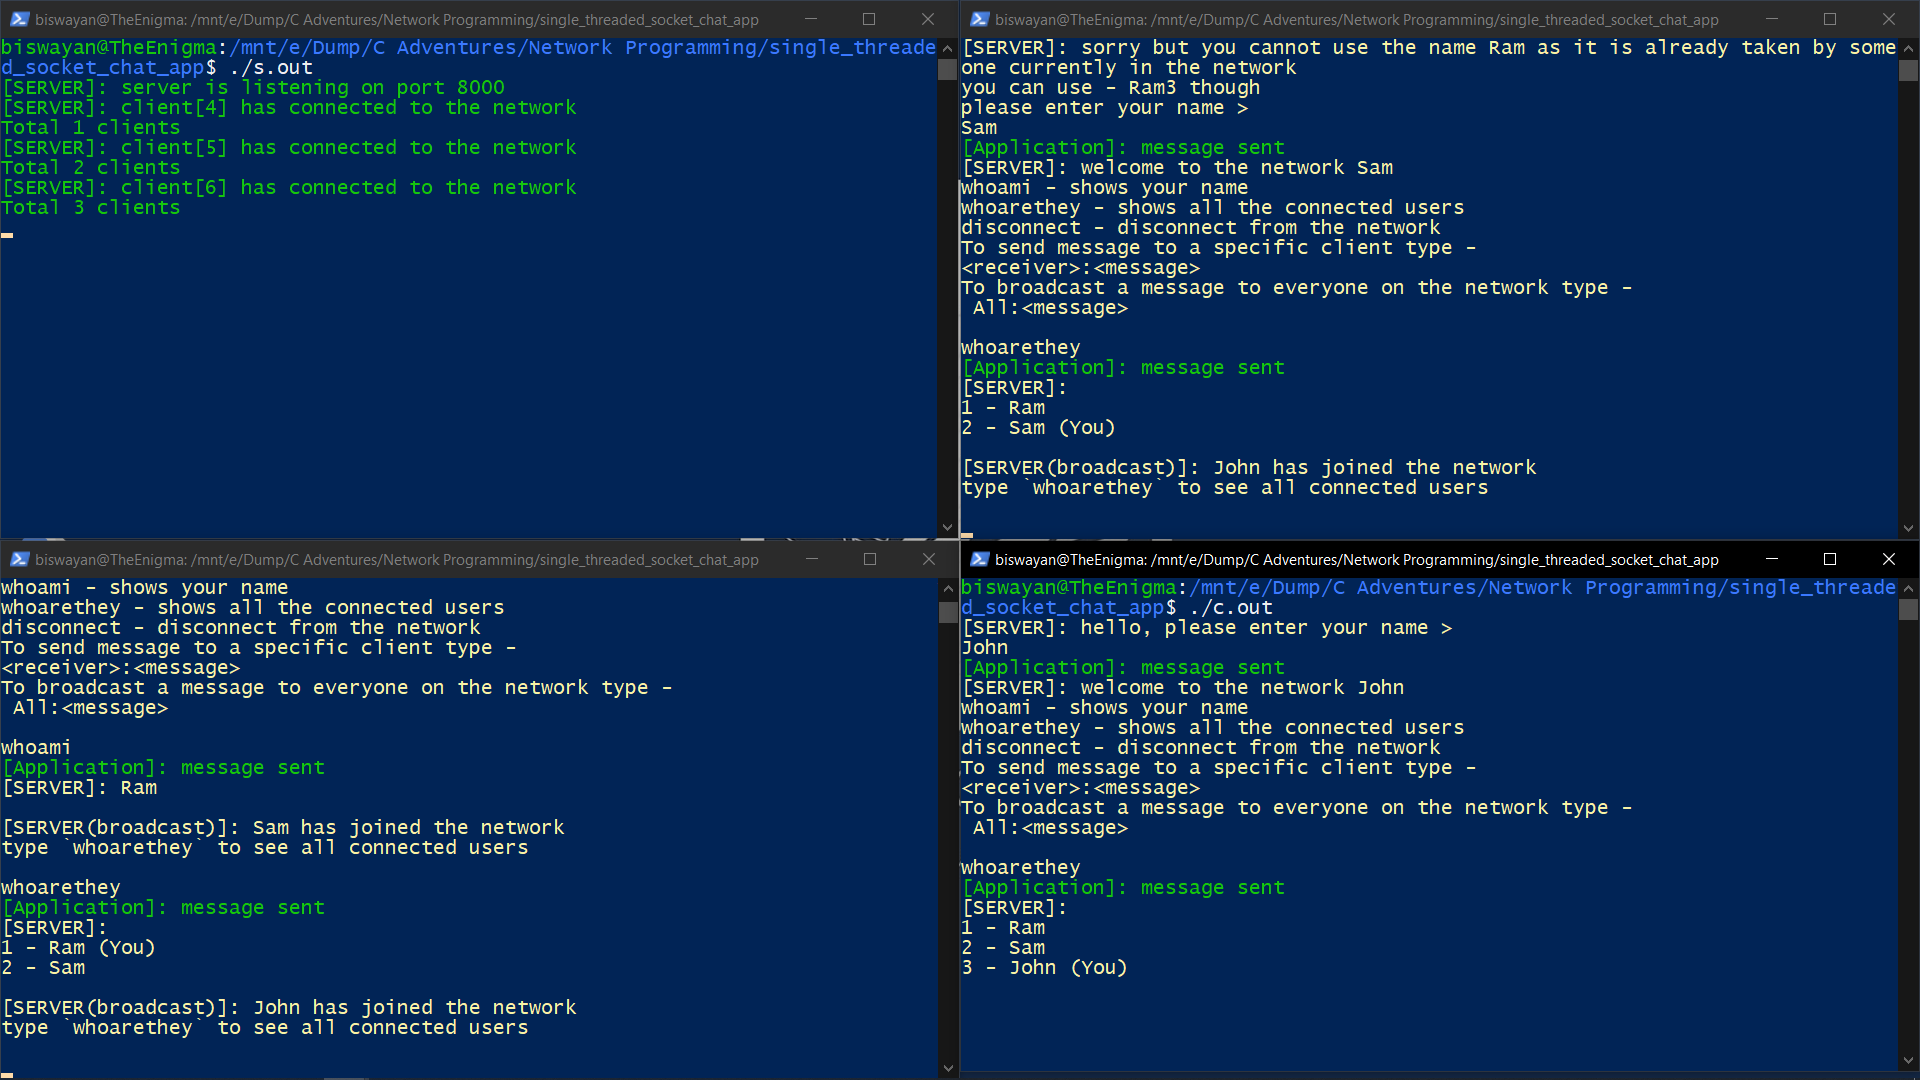 biswayan@TheEnigma: /mnt/e/Dump/C Adventures/Network Programming/single_threaded_socket_chat_app
biswayan@TheEnigma:/mnt/e/Dump/C Adventures/Network Programming/single_threade
d_socket_chat_app$ ./s.out
[SERVER]: server is listening on port 8000
[SERVER]: client[4] has connected to the network
Total 1 clients
[SERVER]: client[5] has connected to the network
Total 2 clients
[SERVER]: client[6] has connected to the network
Total 3 clients
biswayan@TheEnigma: /mnt/e/Dump/C Adventures/Network Programming/single_threaded_socket_chat_app
[SERVER]: sorry but you cannot use the name Ram as it is already taken by some
one currently in the network
you can use - Ram3 though
please enter your name >
Sam
[Application]: message sent
[SERVER]: welcome to the network Sam
whoami - shows your name
whoarethey - shows all the connected users
disconnect - disconnect from the network
To send message to a specific client type -
<receiver>:<message>
To broadcast a message to everyone on the network type -
 All:<message>
whoarethey
[Application]: message sent
[SERVER]:
1 - Ram
2 - Sam (You)
[SERVER(broadcast)]: John has joined the network
type `whoarethey` to see all connected users
biswayan@TheEnigma: /mnt/e/Dump/C Adventures/Network Programming/single_threaded_socket_chat_app
whoami - shows your name
whoarethey - shows all the connected users
disconnect - disconnect from the network
To send message to a specific client type -
<receiver>:<message>
To broadcast a message to everyone on the network type -
 All:<message>
whoami
[Application]: message sent
[SERVER]: Ram
[SERVER(broadcast)]: Sam has joined the network
type `whoarethey` to see all connected users
whoarethey
[Application]: message sent
[SERVER]:
1 - Ram (You)
2 - Sam
[SERVER(broadcast)]: John has joined the network
type `whoarethey` to see all connected users
biswayan@TheEnigma: /mnt/e/Dump/C Adventures/Network Programming/single_threaded_socket_chat_app
biswayan@TheEnigma:/mnt/e/Dump/C Adventures/Network Programming/single_threade
d_socket_chat_app$ ./c.out
[SERVER]: hello, please enter your name >
John
[Application]: message sent
[SERVER]: welcome to the network John
whoami - shows your name
whoarethey - shows all the connected users
disconnect - disconnect from the network
To send message to a specific client type -
<receiver>:<message>
To broadcast a message to everyone on the network type -
 All:<message>
whoarethey
[Application]: message sent
[SERVER]:
1 - Ram
2 - Sam
3 - John (You)